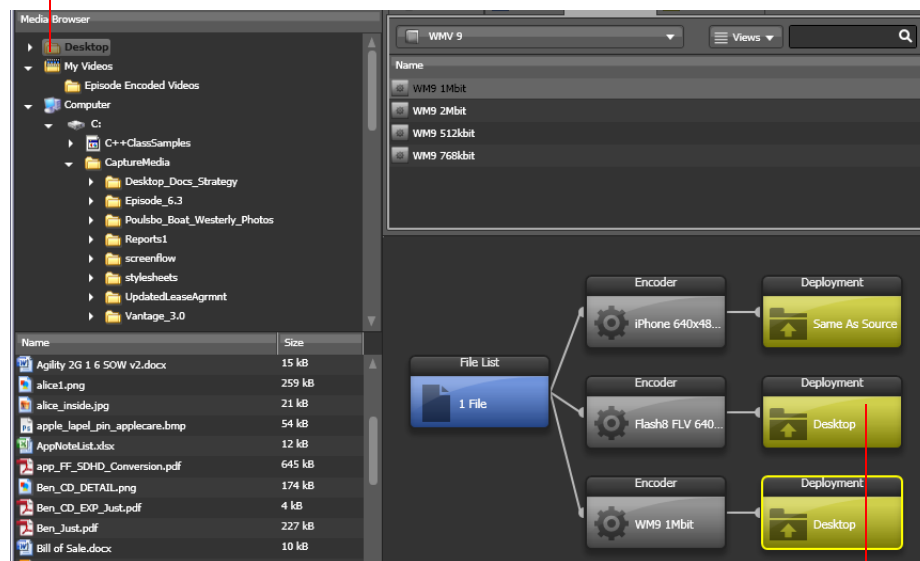 Media Browser
Desktop
My Videos
Episode Encoded Videos
Computer
C:
C++ClassSamples
CaptureMedia
Desktop_Docs_Strategy
Episode_6.3
Poulsbo_Boat_Westerly_Photos
Reports1
screenflow
stylesheets
UpdatedLeaseAgrmnt
Vantage_3.0
Name Size
Agility 2G 1 6 SOW v2.docx 15 kB
alice1.png 259 kB
alice_inside.jpg 21 kB
apple_lapel_pin_applecare.bmp 54 kB
AppNoteList.xlsx 12 kB
app_FF_SDHD_Conversion.pdf 645 kB
Ben_CD_DETAIL.png 174 kB
Ben_CD_EXP_Just.pdf 4 kB
Ben_Just.pdf 227 kB
Bill of Sale.docx 10 kB
WMV 9 Views
Name
WM9 1Mbit
WM9 2Mbit
WM9 512kbit
WM9 768kbit
File List
1 File
Encoder
iPhone 640x48...
Deployment
Same As Source
Encoder
Flash8 FLV 640...
Deployment
Desktop
Encoder
WM9 1Mbit
Deployment
Desktop